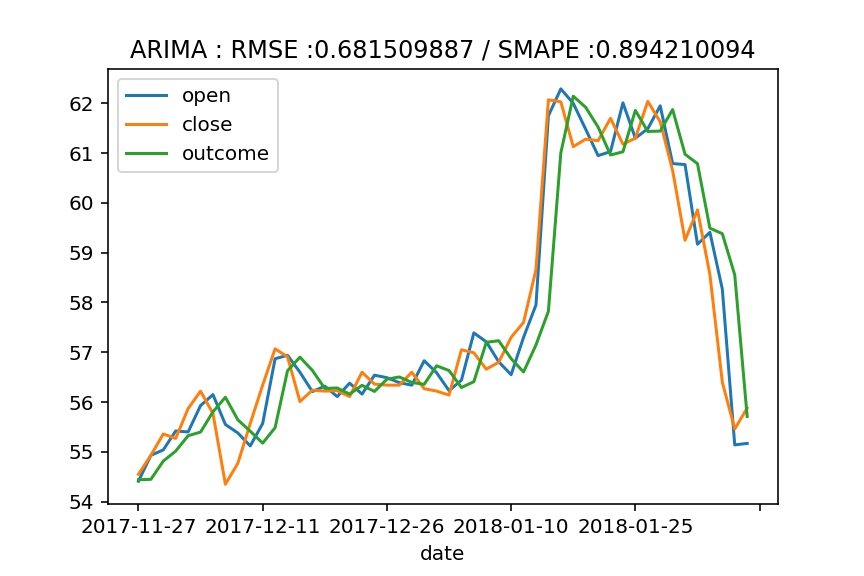 ARIMA : RMSE :0.681509887 / SMAPE :0.894210094
open
close
outcome
62
61
60
59
58
57
56
55
54
2017-11-27 2017-12-11 2017-12-26 2018-01-10 2018-01-25
date